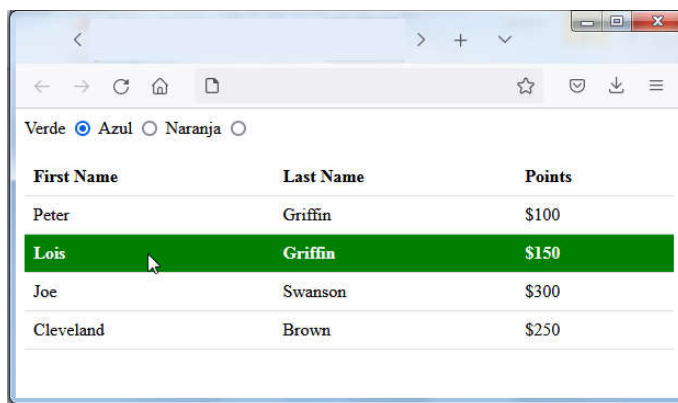 Verde Azul Naranja
First Name Last Name Points
Peter Griffin $100
Lois Griffin $150
Joe Swanson $300
Cleveland Brown $250